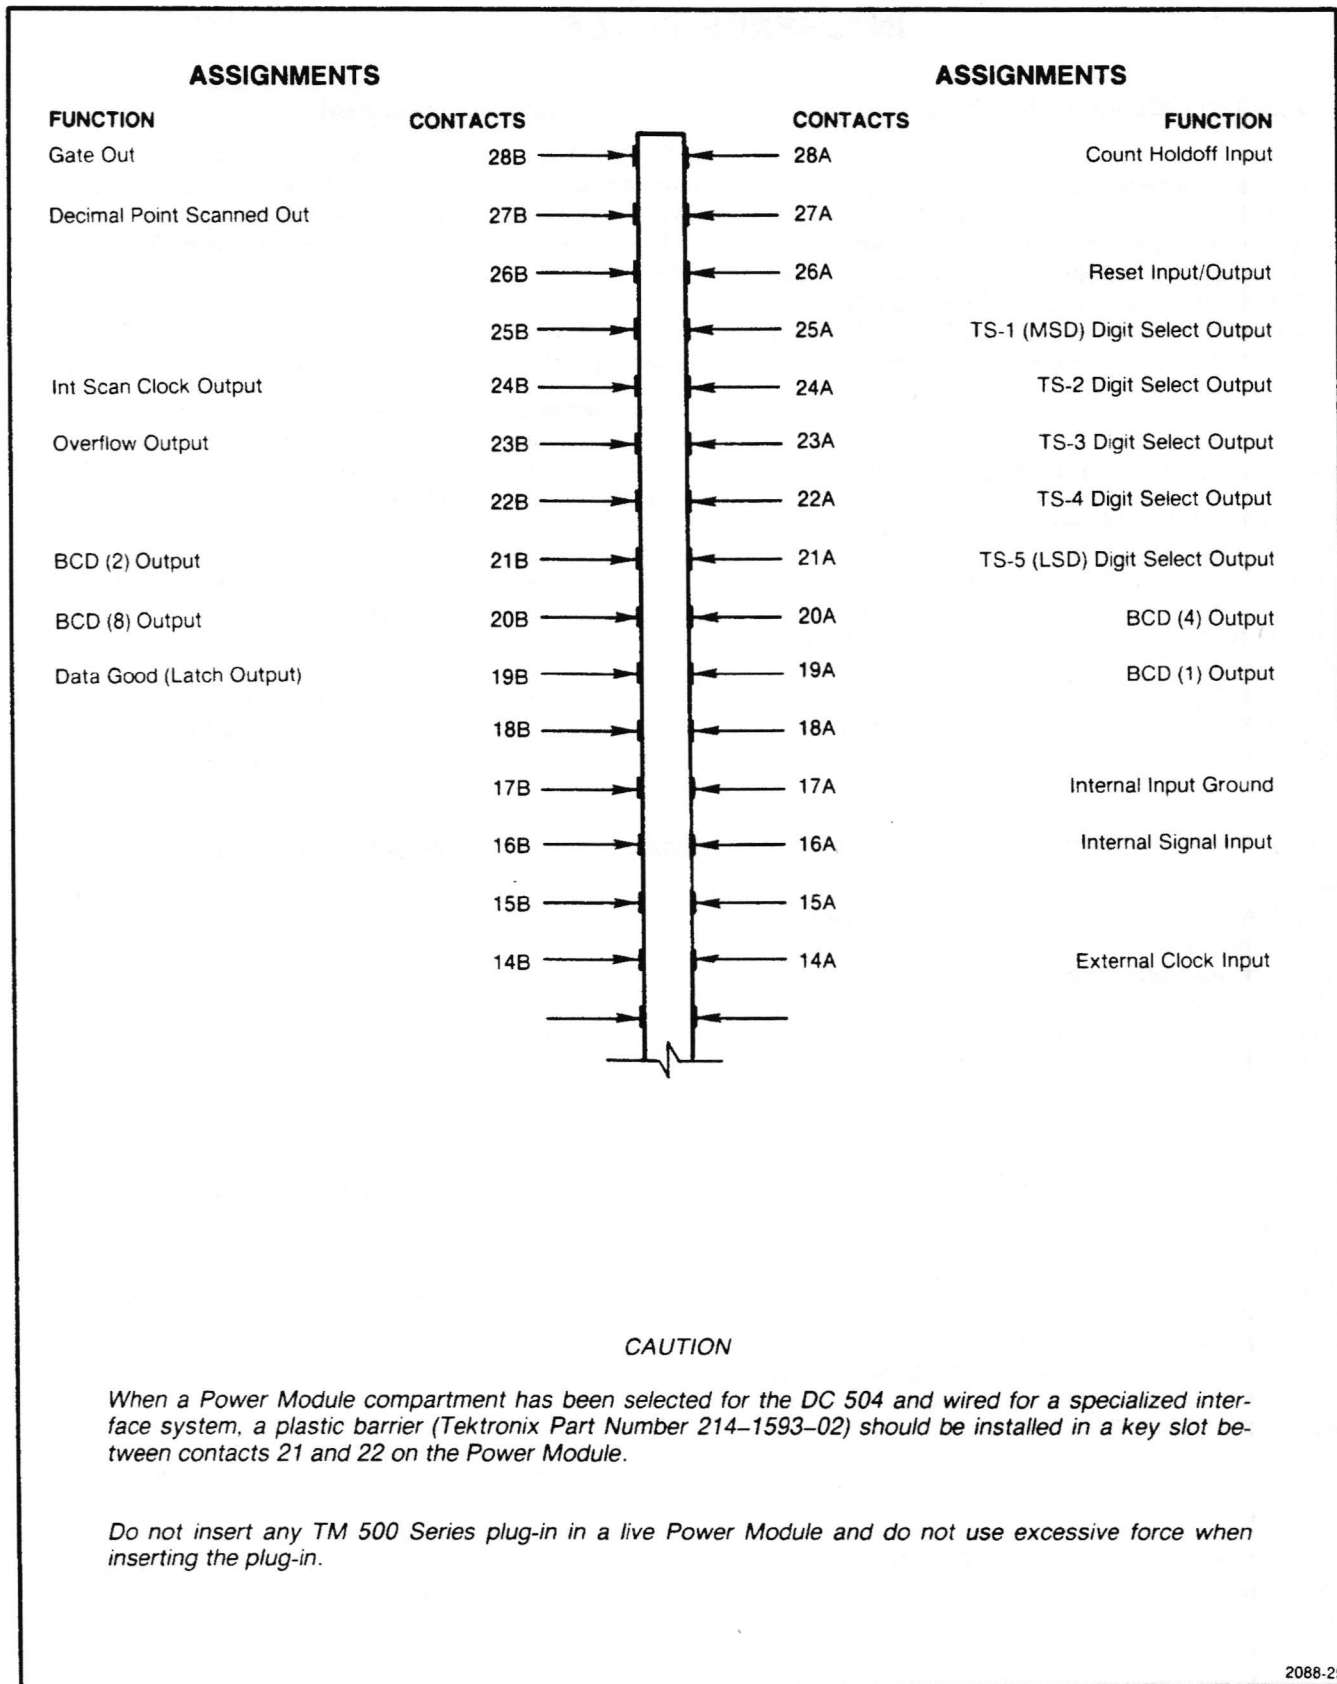 ASSIGNMENTS ASSIGNMENTS
FUNCTION CONTACTS CONTACTS FUNCTION
Gate Out 28B 28A Count Holdoff Input
Decimal Point Scanned Out 27B 27A
26B 26A Reset Input/Output
25B 25A TS-1 (MSD) Digit Select Output
Int Scan Clock Output 24B 24A TS-2 Digit Select Output
Overflow Output 23B 23A TS-3 Digit Select Output
22B 22A TS-4 Digit Select Output
BCD (2) Output 21B 21A TS-5 (LSD) Digit Select Output
BCD (8) Output 20B 20A BCD (4) Output
Data Good (Latch Output) 19B 19A BCD (1) Output
18B 18A
17B 17A Internal Input Ground
16B 16A Internal Signal Input
15B 15A
14B 14A External Clock Input
CAUTION
When a Power Module compartment has been selected for the DC 504 and wired for a specialized inter-
face system, a plastic barrier (Tektronix Part Number 214–1593–02) should be installed in a key slot be-
tween contacts 21 and 22 on the Power Module.
Do not insert any TM 500 Series plug-in in a live Power Module and do not use excessive force when
inserting the plug-in.